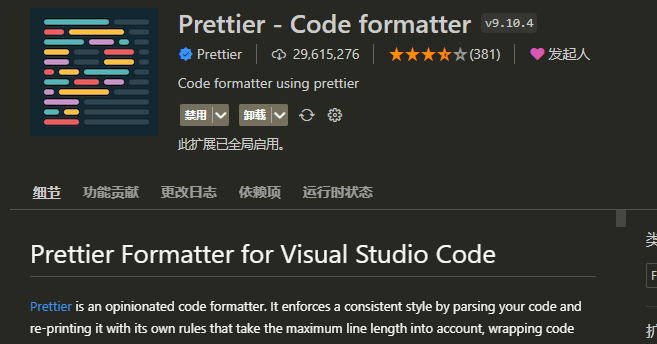 Prettier - Code formatter v9.10.4
Prettier 29,615,276 (381) 发起人
Code formatter using prettier
禁用 卸载
此扩展已全局启用。
细节 功能贡献 更改日志 依赖项 运行时状态
Prettier Formatter for Visual Studio Code
类
Prettier is an opinionated code formatter. It enforces a consistent style by parsing your code and
re-printing it with its own rules that take the maximum line length into account, wrapping code